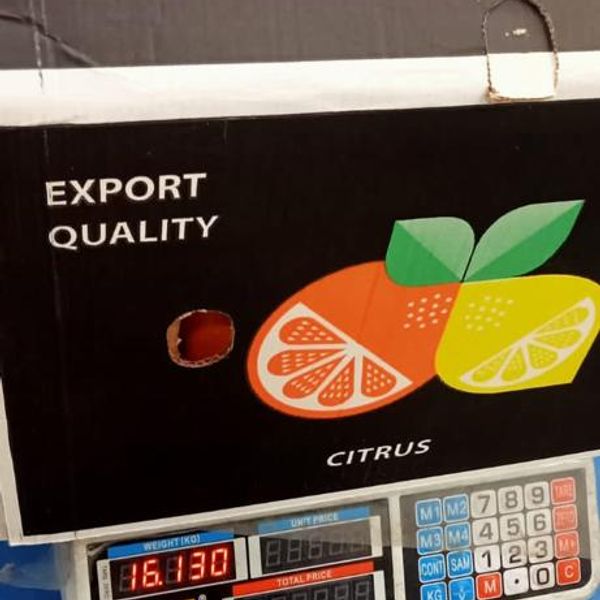 EXPORT
QUALITY
CITRUS
WEIGHT (KG)
UNIT PRICE
16.130
TOTAL PRICE
M1 M2 7 8 9 TARE
M3 M4 4 5 6 ZERO
CONT SAM 1 2 3 M+
KG M . 0 C